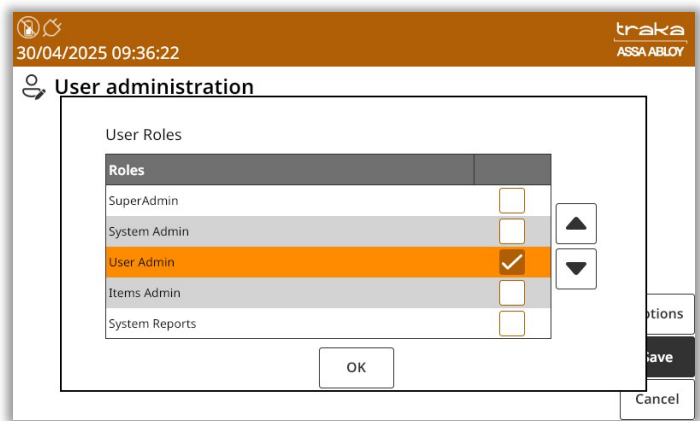 traka
30/04/2025 09:36:22
ASSA ABLOY
User administration
User Roles
Roles
SuperAdmin
System Admin
User Admin
Items Admin
System Reports
OK
Save
Cancel